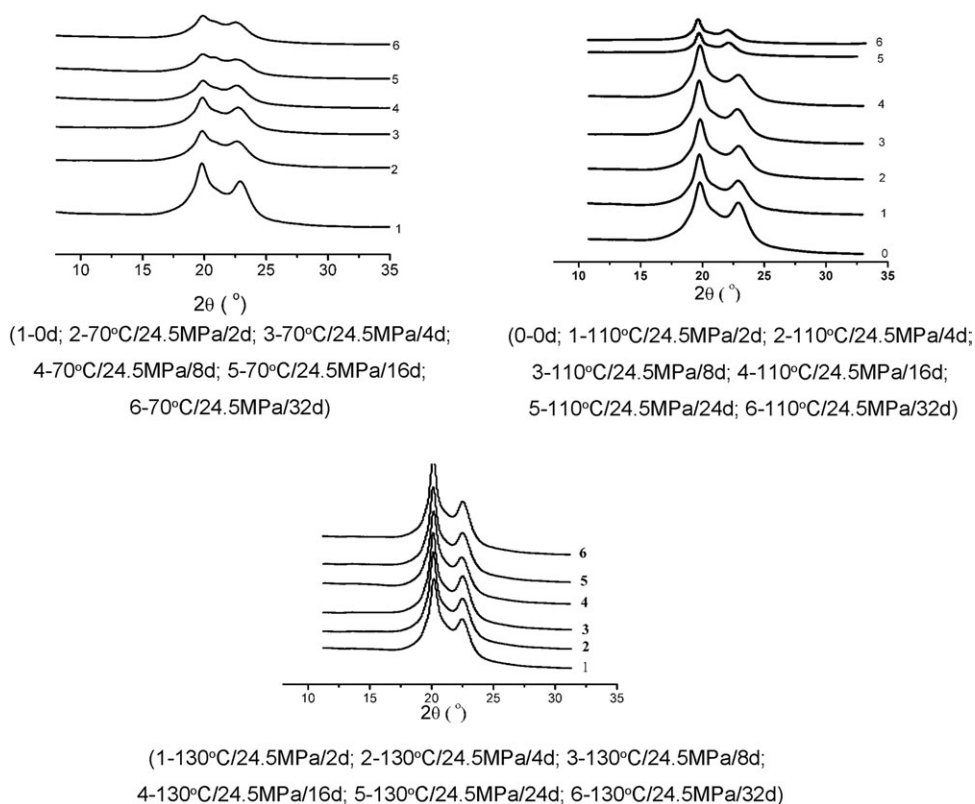 6
5
4
3
2
1
10 15 20 25 30 35
2θ ( °)
(1-0d; 2-70°C/24.5MPa/2d; 3-70°C/24.5MPa/4d;
4-70°C/24.5MPa/8d; 5-70°C/24.5MPa/16d;
6-70°C/24.5MPa/32d)
6
5
4
3
2
1
0
10 15 20 25 30 35
2θ ( °)
(0-0d; 1-110°C/24.5MPa/2d; 2-110°C/24.5MPa/4d;
3-110°C/24.5MPa/8d; 4-110°C/24.5MPa/16d;
5-110°C/24.5MPa/24d; 6-110°C/24.5MPa/32d)
6
5
4
3
2
1
10 15 20 25 30 35
2θ ( °)
(1-130°C/24.5MPa/2d; 2-130°C/24.5MPa/4d; 3-130°C/24.5MPa/8d;
4-130°C/24.5MPa/16d; 5-130°C/24.5MPa/24d; 6-130°C/24.5MPa/32d)